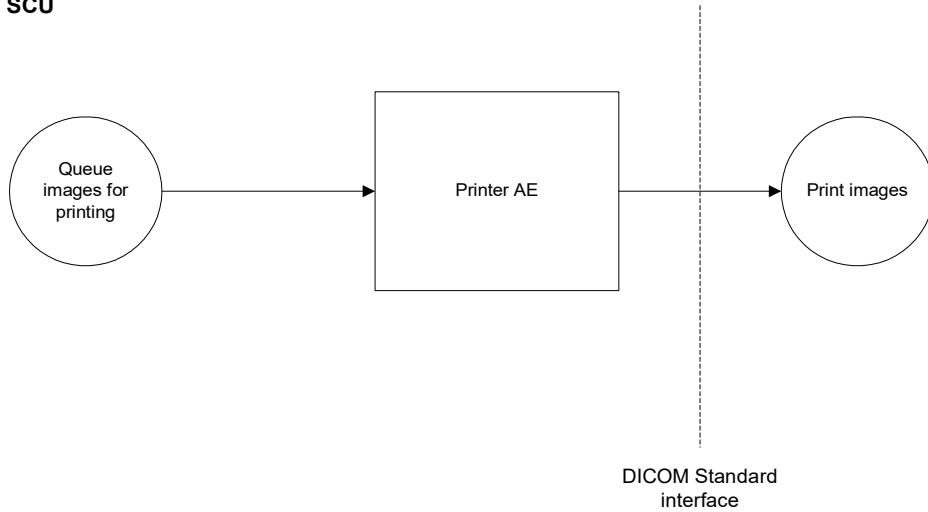 SCU
Queue
images for
printing
Printer AE
Print images
DICOM Standard
interface